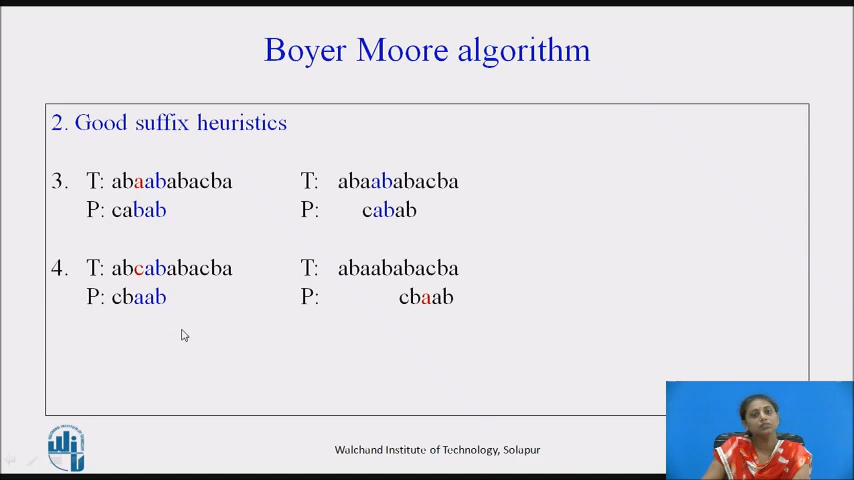 Boyer Moore algorithm
2. Good suffix heuristics
3. T: abaababacba T: abaababacba
P: cabab P: cabab
4. T: abcababacba T: abaababacba
P: cbaab P: cbaab
Walchand Institute of Technology, Solapur